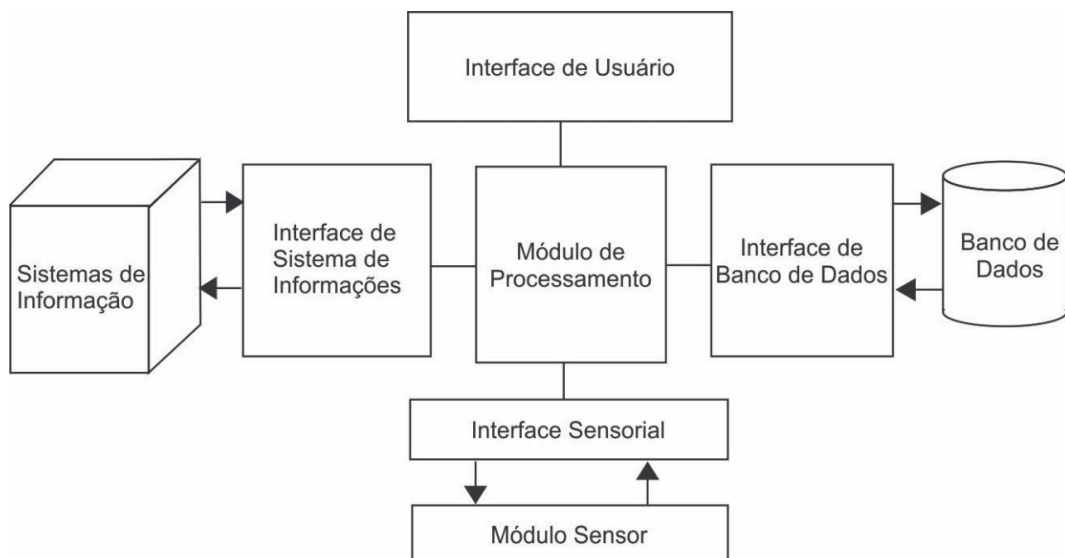 Interface de Usuário
Sistemas de
Informação
Interface de
Sistema de
Informações
Módulo de
Processamento
Interface de
Banco de Dados
Banco de
Dados
Interface Sensorial
Módulo Sensor